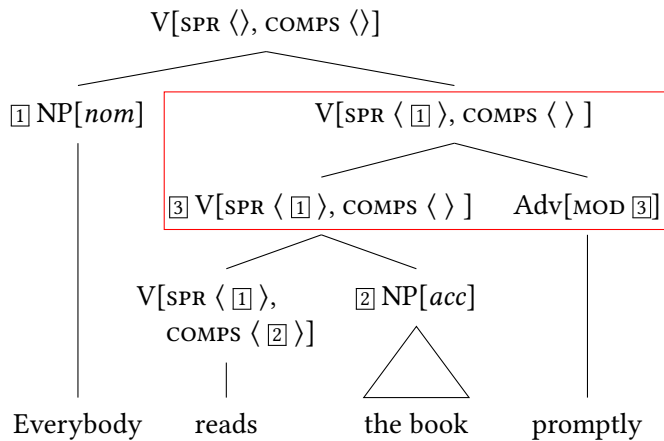 V[SPR ⟨⟩, COMPS ⟨⟩]
1 NP[nom] V[SPR ⟨ 1 ⟩, COMPS ⟨ ⟩ ]
3 V[SPR ⟨ 1 ⟩, COMPS ⟨ ⟩ ] Adv[MOD 3]
V[SPR ⟨ 1 ⟩, 2 NP[acc]
COMPS ⟨ 2 ⟩]
Everybody reads the book promptly